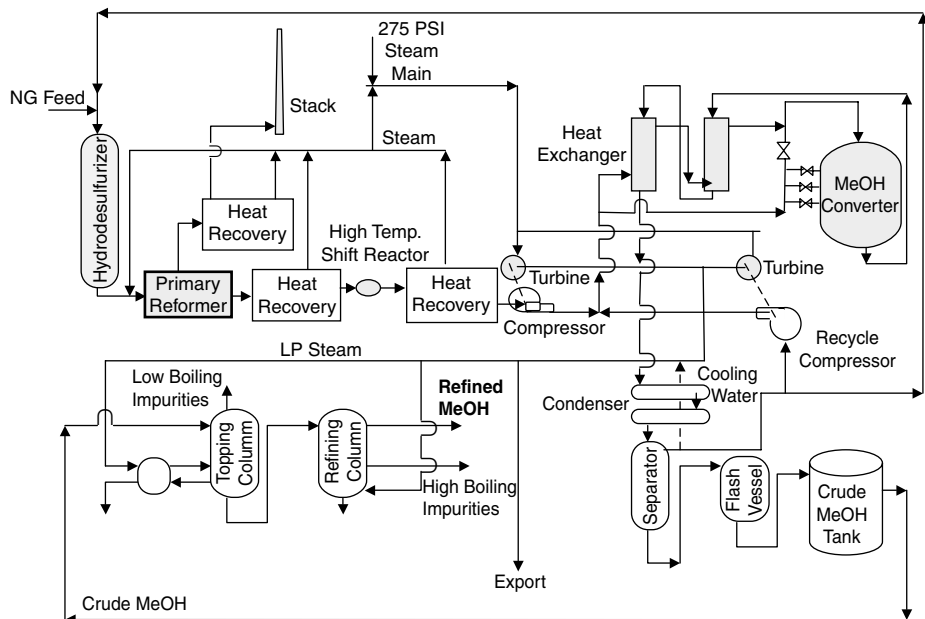 275 PSI
Steam
Main
NG Feed
Stack
Steam
Heat
Exchanger
MeOH
Converter
Hydrodesulfurizer
Heat
Recovery
High Temp.
Shift Reactor
Primary
Reformer
Heat
Recovery
Heat
Recovery
Turbine
Turbine
Compressor
Recycle
Compressor
LP Steam
Low Boiling
Impurities
Refined
MeOH
Cooling
Water
Condenser
Topping
Columm
Refining
Column
High Boiling
Impurities
Separator
Flash
Vessel
Crude
MeOH
Tank
Export
Crude MeOH